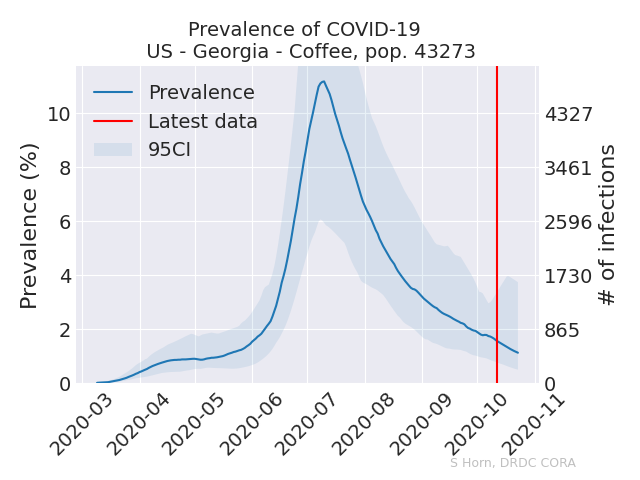 Prevalence of COVID-19
US - Georgia - Coffee, pop. 43273
Prevalence
Latest data
95CI
Prevalence (%)
10
8
6
4
2
0
4327
3461
2596
1730
865
0
# of infections
2020-03
2020-04
2020-05
2020-06
2020-07
2020-08
2020-09
2020-10
2020-11
S Horn, DRDC CORA